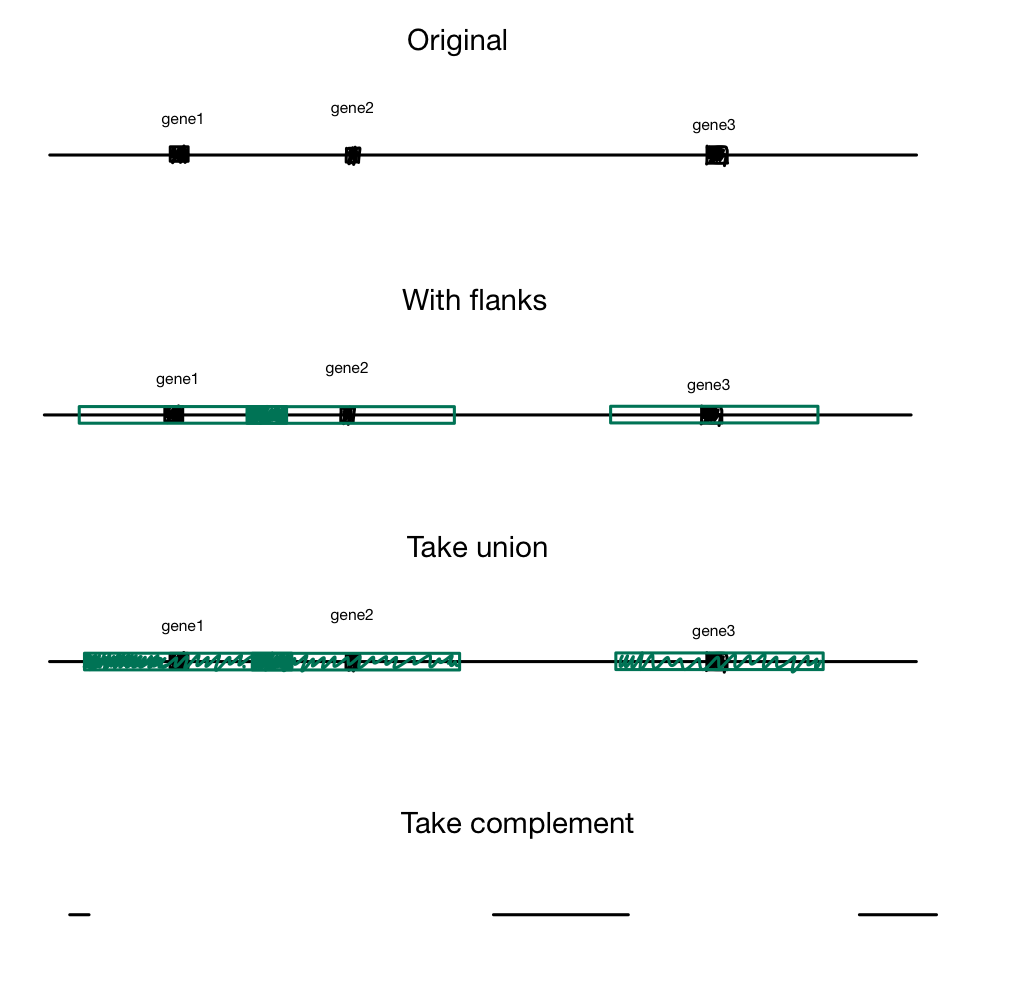 Original
gene1
gene2
gene3
With flanks
gene1
gene2
gene3
Take union
gene1
gene2
gene3
Take complement